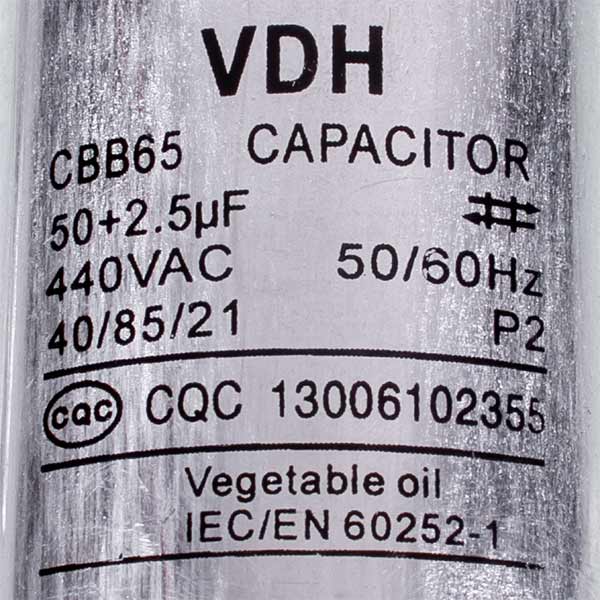 VDH
CBB65 CAPACITOR
50+2.5µF
440VAC 50/60Hz
40/85/21 P2
CQC CQC 13006102355
Vegetable oil
IEC/EN 60252-1